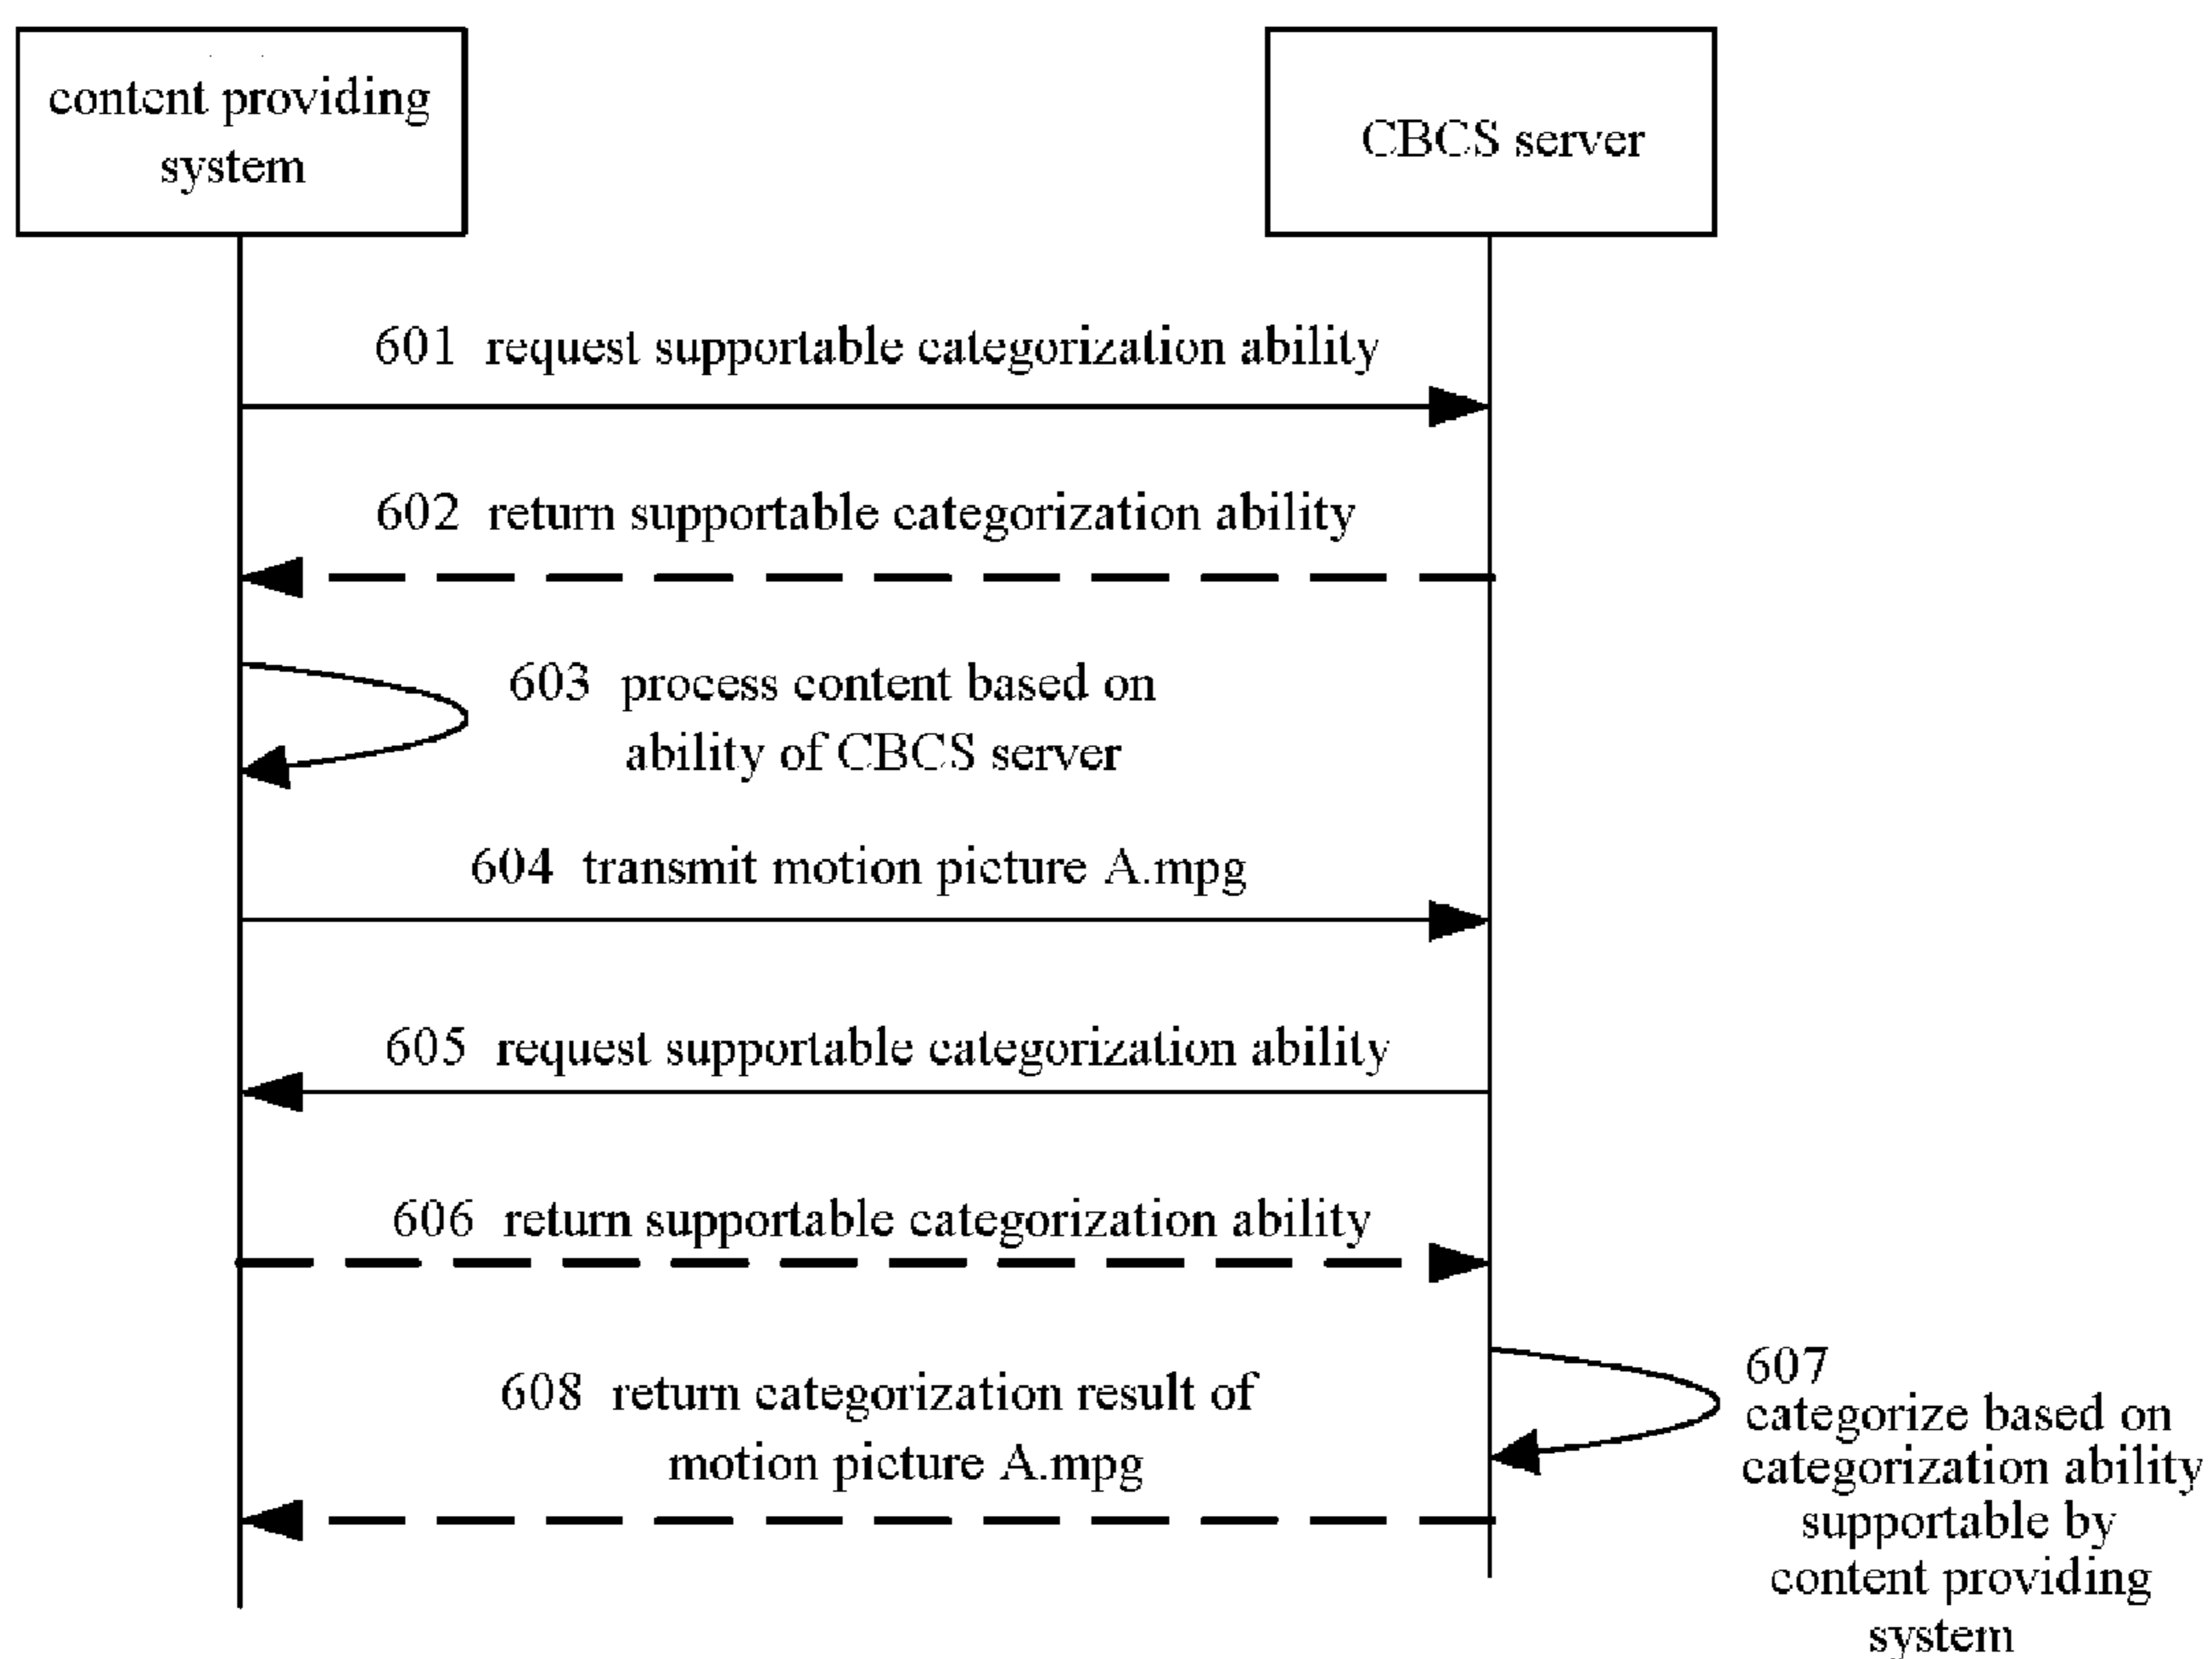 content providing
system
CBCS server
601 request supportable categorization ability
602 return supportable categorization ability
603 process content based on
ability of CBCS server
604 transmit motion picture A.mpg
605 request supportable categorization ability
606 return supportable categorization ability
607
categorize based on
categorization ability
supportable by
content providing
system
608 return categorization result of
motion picture A.mpg